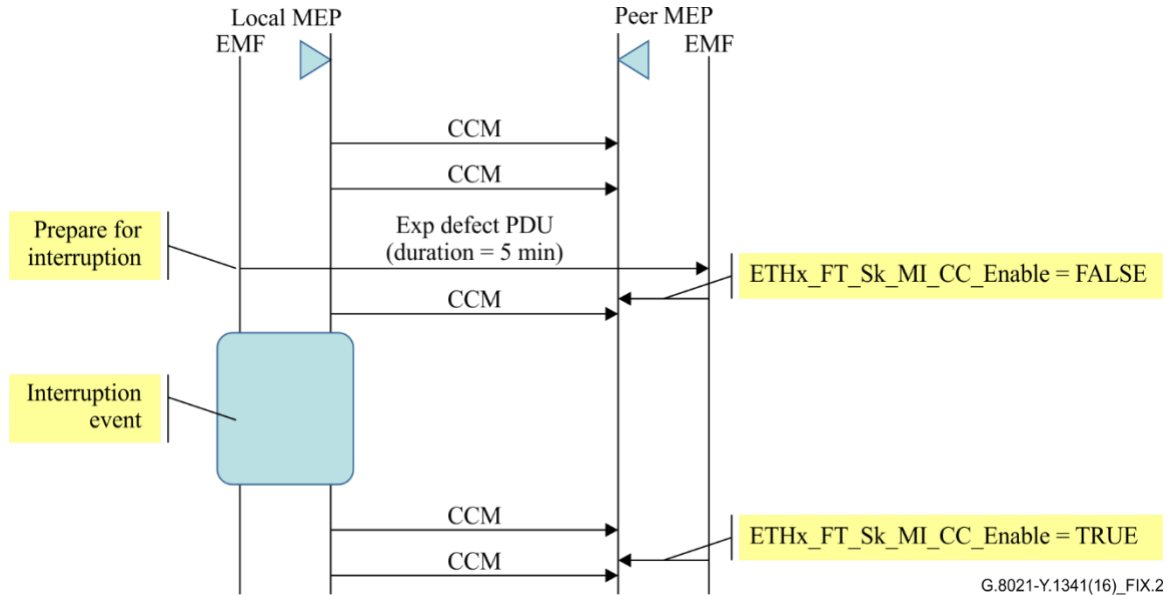 Local MEP
Peer MEP
EMF
EMF
CCM
CCM
Exp defect PDU
(duration = 5 min)
Prepare for
interruption
ETHx_FT_Sk_MI_CC_Enable = FALSE
CCM
Interruption
event
CCM
ETHx_FT_Sk_MI_CC_Enable = TRUE
CCM
G.8021-Y.1341(16)_FIX.2